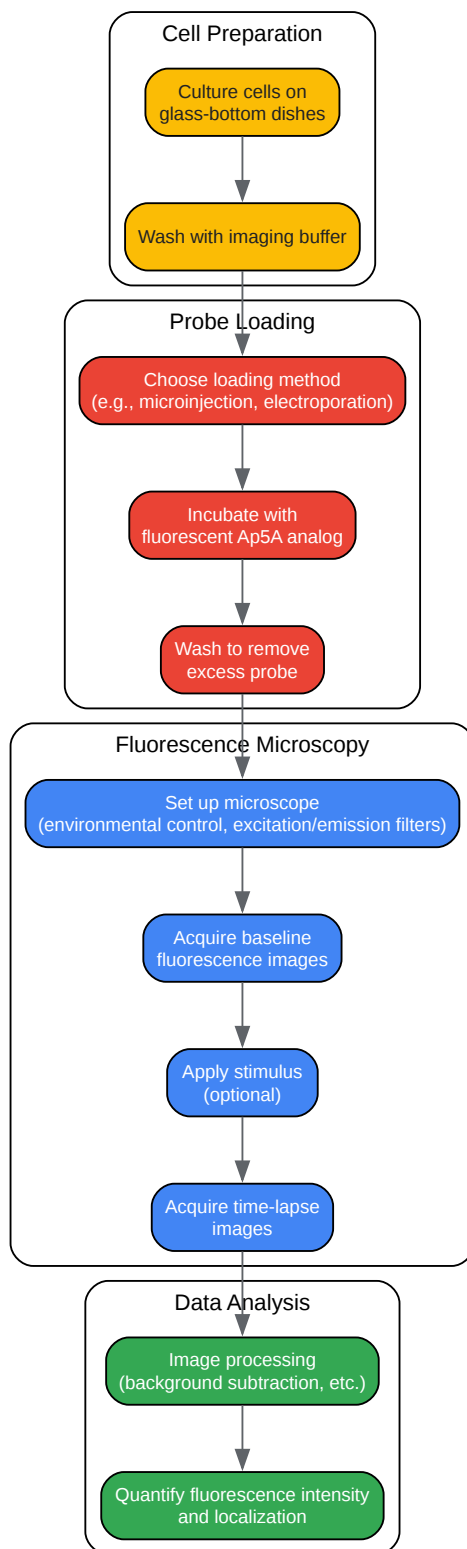 Cell Preparation
Culture cells on
glass-bottom dishes
Wash with imaging buffer
Probe Loading
Choose loading method
(e.g., microinjection, electroporation)
Incubate with
fluorescent Ap5A analog
Wash to remove
excess probe
Fluorescence Microscopy
Set up microscope
(environmental control, excitation/emission filters)
Acquire baseline
fluorescence images
Apply stimulus
(optional)
Acquire time-lapse
images
Data Analysis
Image processing
(background subtraction, etc.)
Quantify fluorescence intensity
and localization